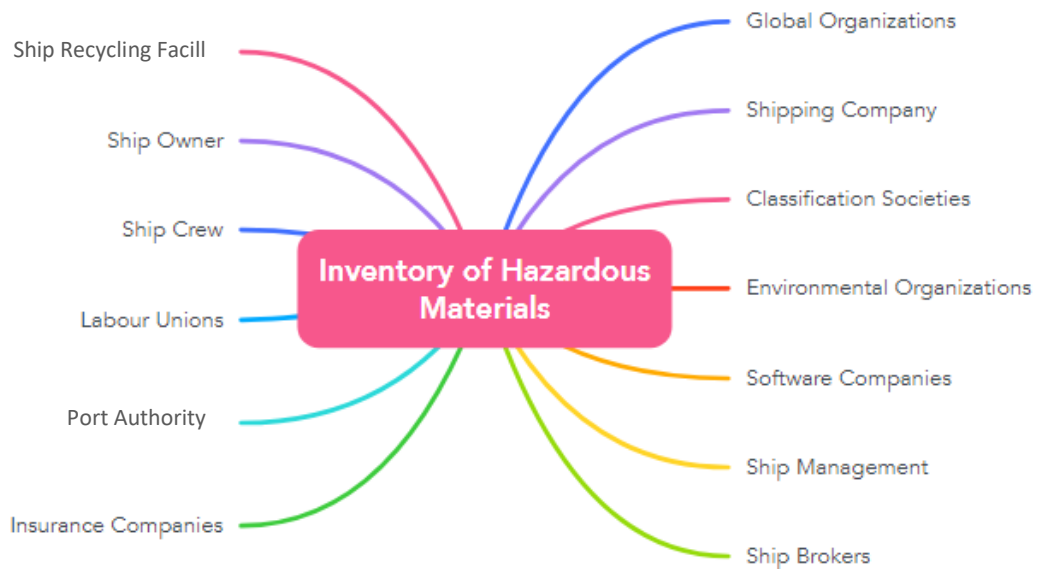 Ship Recycling Facill
Ship Owner
Ship Crew
Labour Unions
Port Authority
Insurance Companies
Inventory of Hazardous
Materials
Global Organizations
Shipping Company
Classification Societies
Environmental Organizations
Software Companies
Ship Management
Ship Brokers